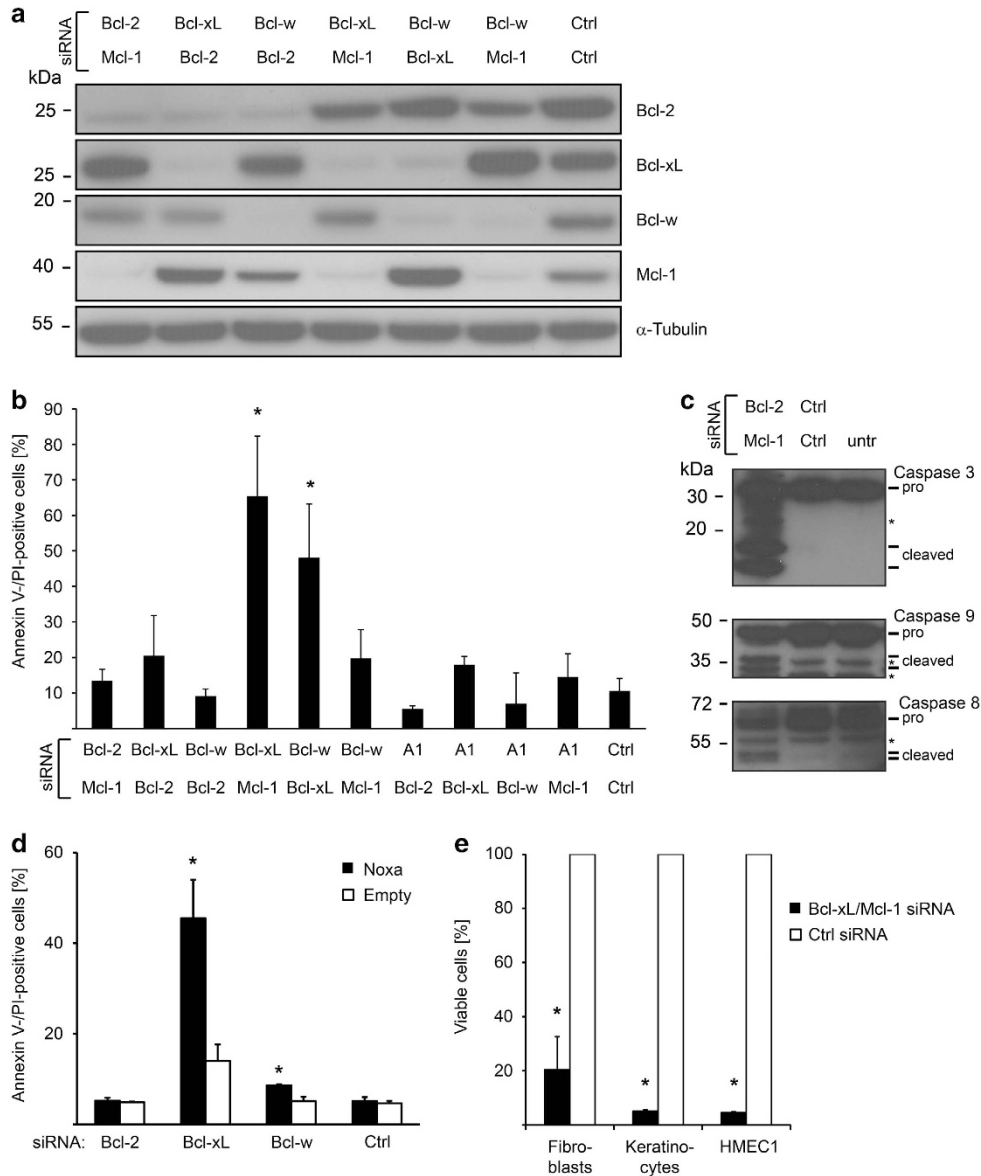 a
siRNA
Bcl-2 Bcl-xL Bcl-w Bcl-xL Bcl-w Bcl-w Ctrl
Mcl-1 Bcl-2 Bcl-2 Mcl-1 Bcl-xL Mcl-1 Ctrl
kDa
25 – Bcl-2
25 – Bcl-xL
20 – Bcl-w
40 – Mcl-1
55 – α-Tubulin
b
Annexin V-/PI-positive cells [%]
90
80
70
60
50
40
30
20
10
* *
siRNA
Bcl-2 Bcl-xL Bcl-w Bcl-xL Bcl-w Bcl-w A1 A1 A1 A1 Ctrl
Mcl-1 Bcl-2 Bcl-2 Mcl-1 Bcl-xL Mcl-1 Bcl-2 Bcl-xL Bcl-w Mcl-1 Ctrl
c
siRNA
Bcl-2 Ctrl
Mcl-1 Ctrl untr
kDa
Caspase 3
30 – pro
20 – *
cleaved
50 – Caspase 9
pro
35 – * cleaved
*
72 – Caspase 8
pro
55 – *
cleaved
d
Annexin V-/PI-positive cells [%]
60
40
20
* *
Noxa
Empty
siRNA: Bcl-2 Bcl-xL Bcl-w Ctrl
e
Viable cells [%]
100
80
60
40
20
* * *
Bcl-xL/Mcl-1 siRNA
Ctrl siRNA
Fibro- Keratino- HMEC1
blasts cytes